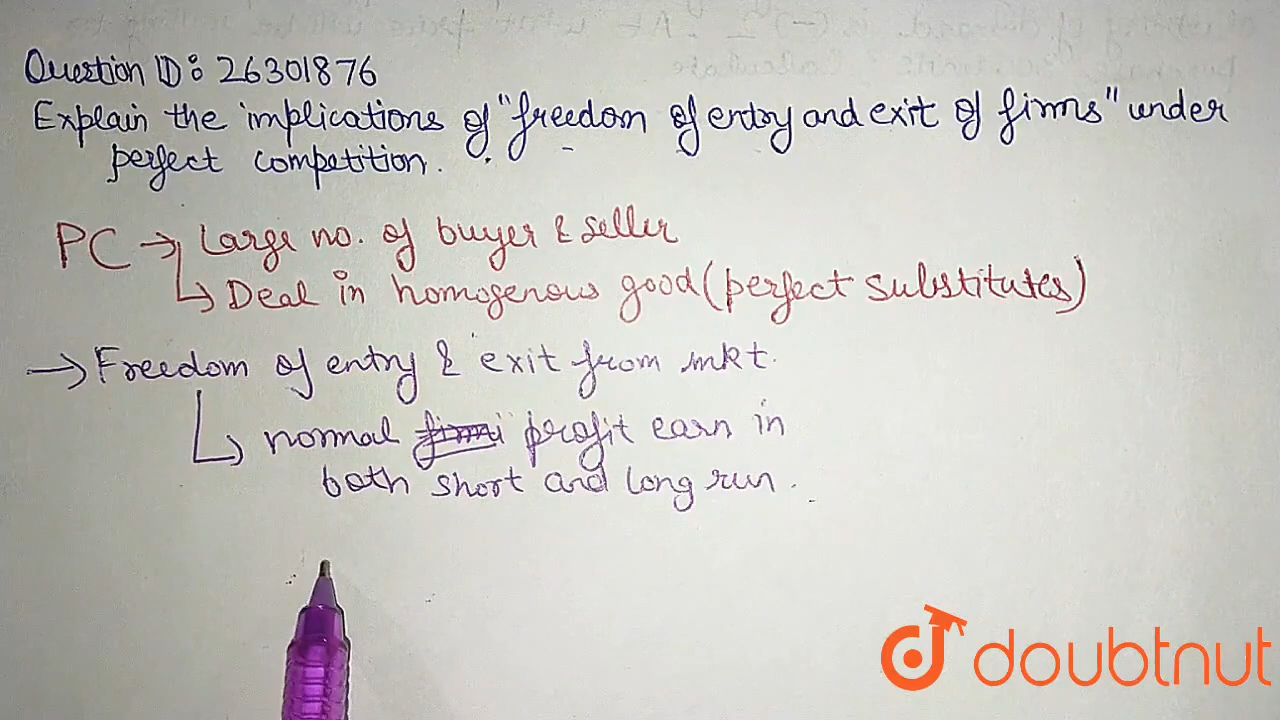 Question ID: 26301876
Explain the implications of "freedom of entry and exit of firms" under
perfect competition.
PC → Large no. of buyer & seller
↳ Deal in homogenous good (perfect substitutes)
→ Freedom of entry & exit from mkt.
↳ normal profit earn in
both short and long run.
doubtnut